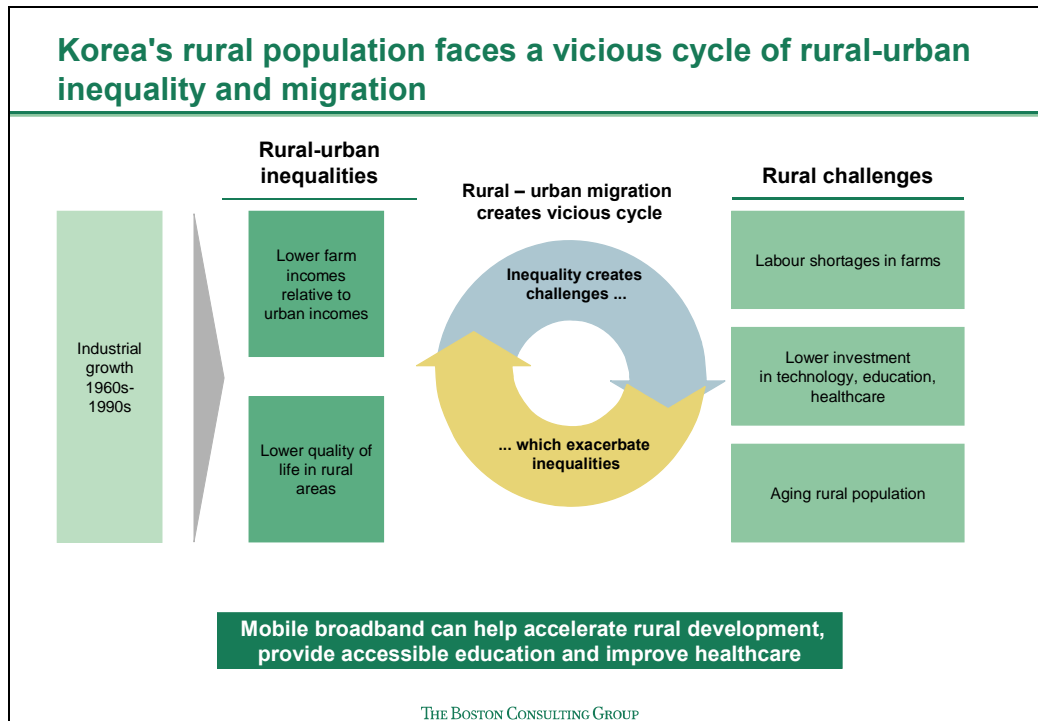 Korea's rural population faces a vicious cycle of rural-urban
inequality and migration
Rural-urban
inequalities
Rural – urban migration
creates vicious cycle
Rural challenges
Industrial
growth
1960s-
1990s
Lower farm
incomes
relative to
urban incomes
Lower quality of
life in rural
areas
Inequality creates
challenges ...
... which exacerbate
inequalities
Labour shortages in farms
Lower investment
in technology, education,
healthcare
Aging rural population
Mobile broadband can help accelerate rural development,
provide accessible education and improve healthcare
THE BOSTON CONSULTING GROUP